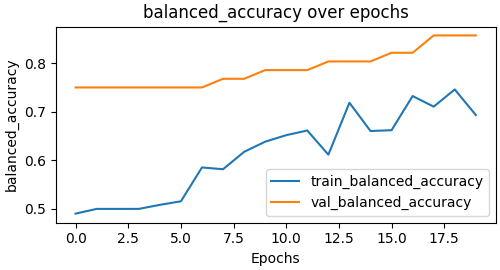 balanced_accuracy over epochs
balanced_accuracy
0.8
0.7
0.6
0.5
train_balanced_accuracy
val_balanced_accuracy
0.0 2.5 5.0 7.5 10.0 12.5 15.0 17.5
Epochs